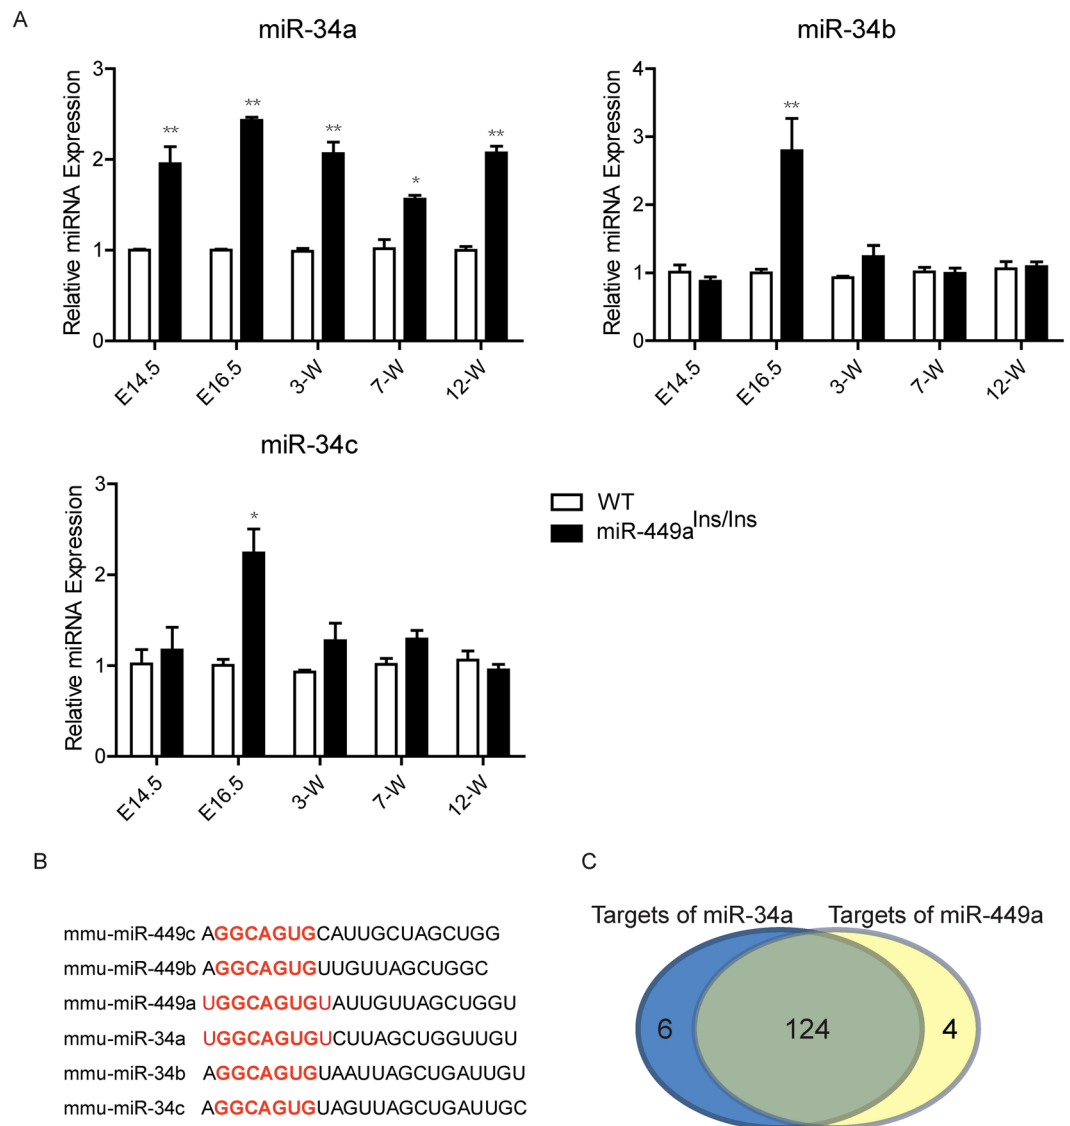 A
miR-34a
Relative miRNA Expression
3
2
1
0
**
**
**
*
**
E14.5
E16.5
3-W
7-W
12-W
miR-34b
Relative miRNA Expression
4
3
2
1
0
**
E14.5
E16.5
3-W
7-W
12-W
miR-34c
Relative miRNA Expression
3
2
1
0
*
E14.5
E16.5
3-W
7-W
12-W
WT
miR-449aIns/Ins
B
mmu-miR-449c AGGCAGUGCAUUGCUAGCUGG
mmu-miR-449b AGGCAGUGUUGUUAGCUGGC
mmu-miR-449a UGGCAGUGUAUUGUUAGCUGGU
mmu-miR-34a UGGCAGUGUCUUAGCUGGUUGU
mmu-miR-34b AGGCAGUGUAAUUAGCUGAUUGU
mmu-miR-34c AGGCAGUGUAGUUAGCUGAUUGC
C
Targets of miR-34a
Targets of miR-449a
6
124
4